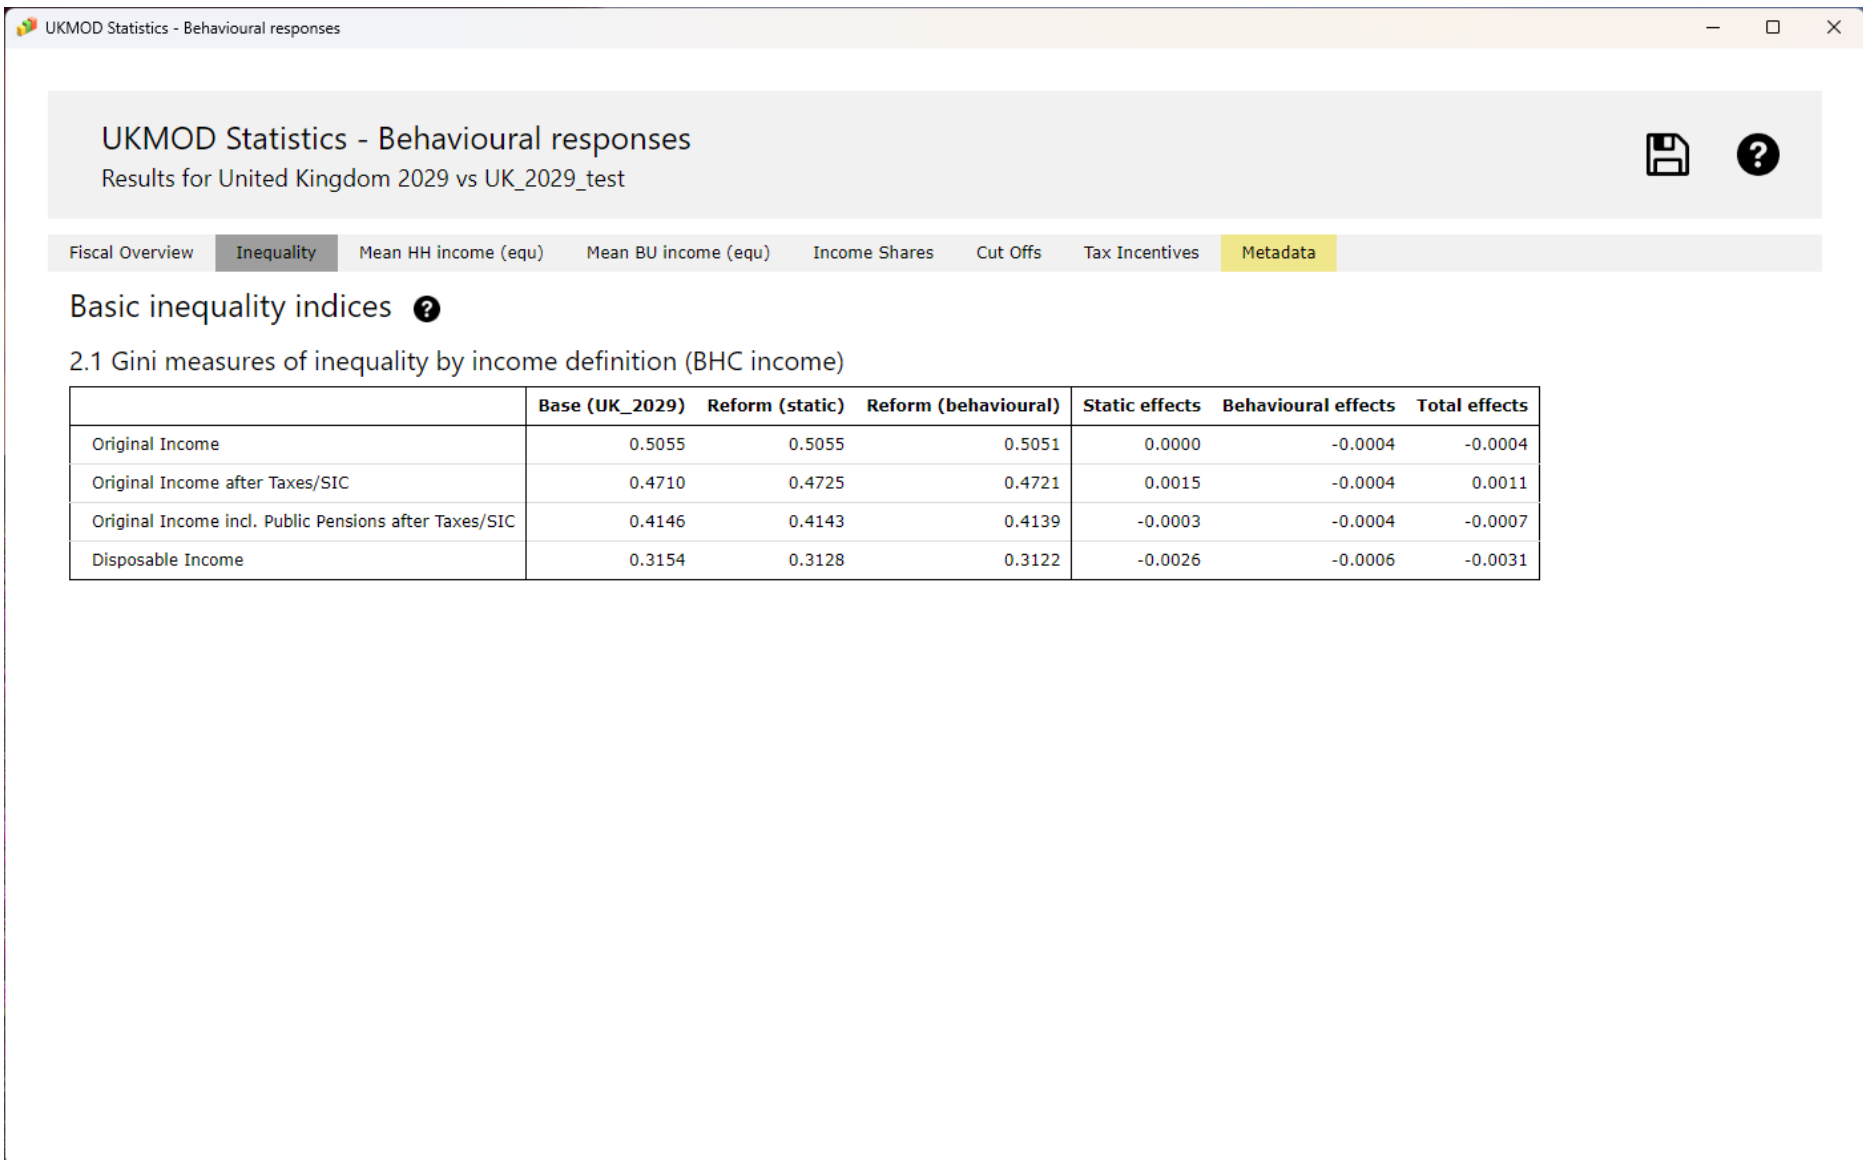 UKMOD Statistics - Behavioural responses
UKMOD Statistics - Behavioural responses
Results for United Kingdom 2029 vs UK_2029_test
Fiscal Overview Inequality Mean HH income (equ) Mean BU income (equ) Income Shares Cut Offs Tax Incentives Metadata
Basic inequality indices
2.1 Gini measures of inequality by income definition (BHC income)
Base (UK_2029) Reform (static) Reform (behavioural) Static effects Behavioural effects Total effects
Original Income 0.5055 0.5055 0.5051 0.0000 -0.0004 -0.0004
Original Income after Taxes/SIC 0.4710 0.4725 0.4721 0.0015 -0.0004 0.0011
Original Income incl. Public Pensions after Taxes/SIC 0.4146 0.4143 0.4139 -0.0003 -0.0004 -0.0007
Disposable Income 0.3154 0.3128 0.3122 -0.0026 -0.0006 -0.0031